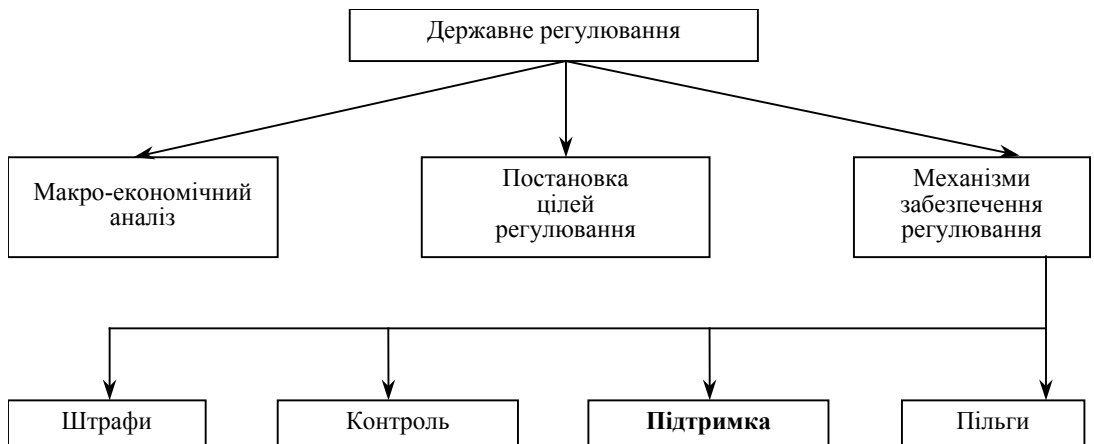 Державне регулювання
Макро-економічний
аналіз
Постановка
цілей
регулювання
Механізми
забезпечення
регулювання
Штрафи
Контроль
Підтримка
Пільги